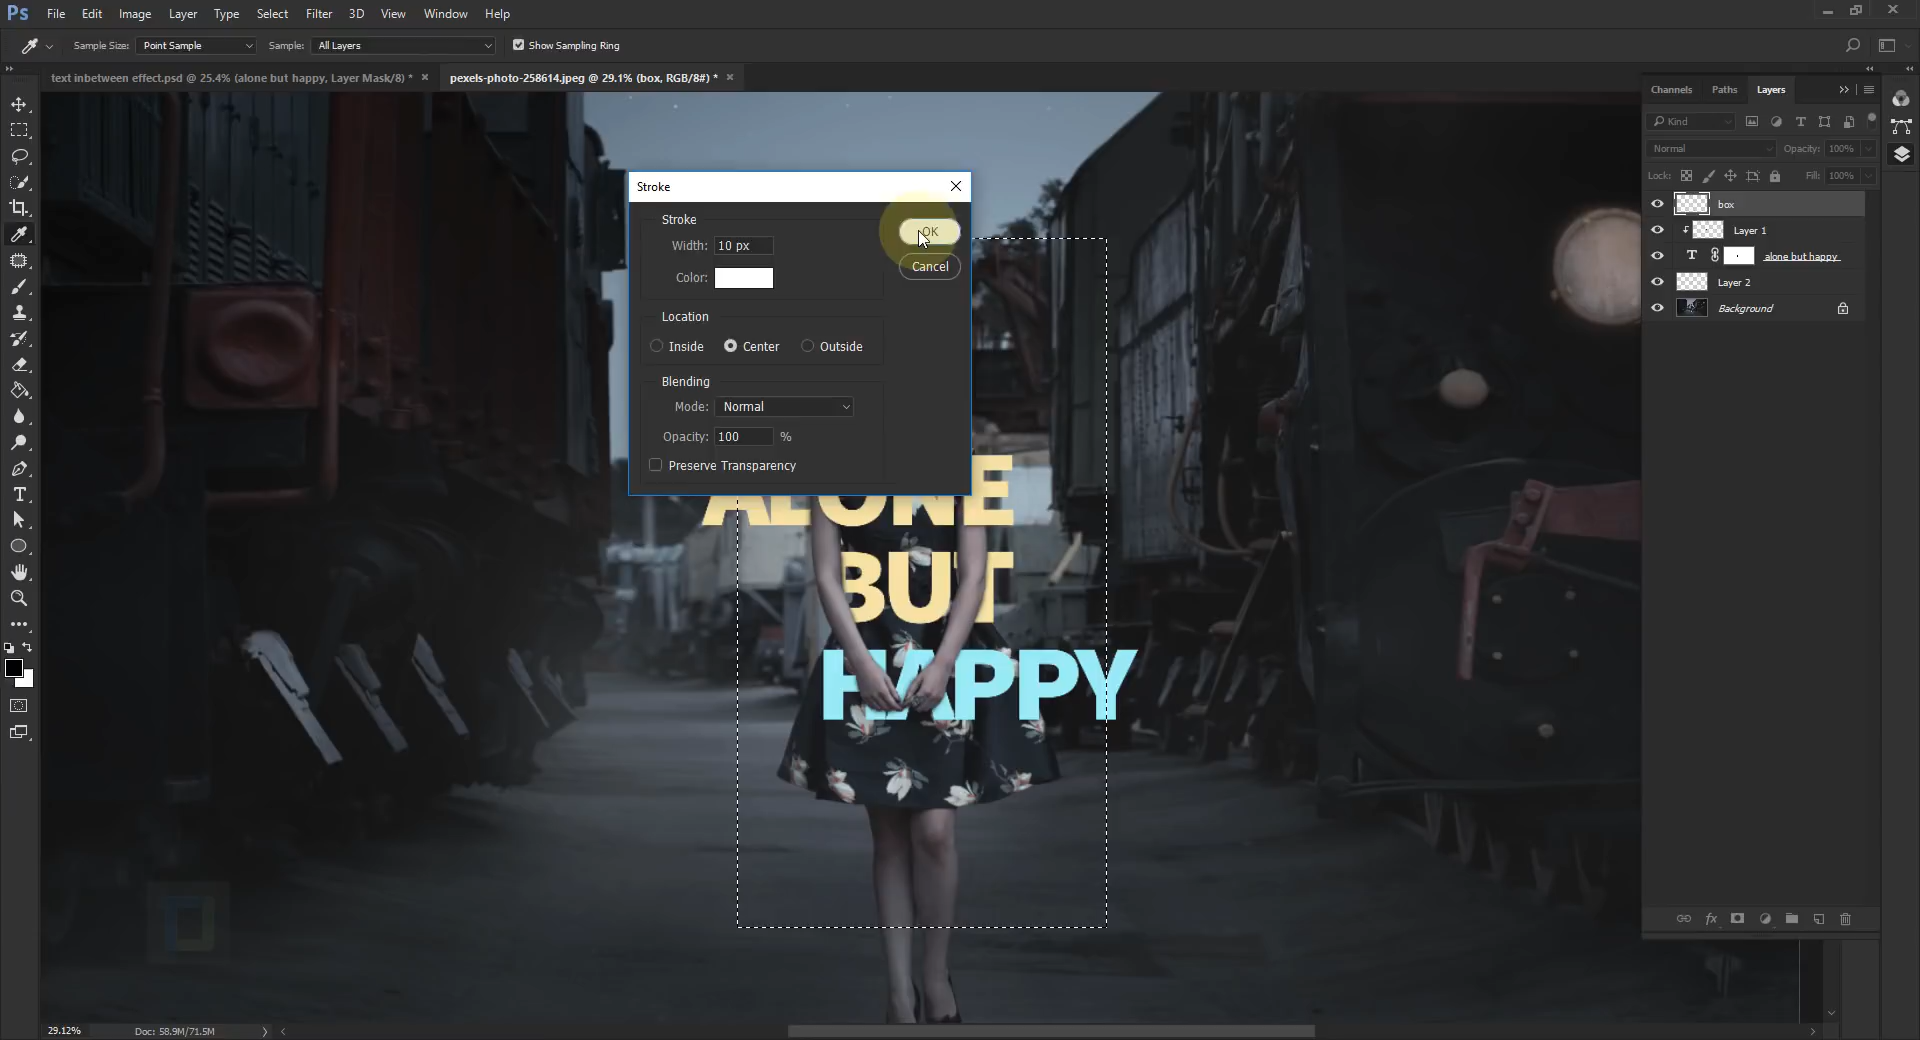 Ps File Edit Image Layer Type Select Filter 3D View Window Help
Sample Size: Point Sample Sample: All Layers Show Sampling Ring
text inbetween effect.psd @ 25.4% (alone but happy, Layer Mask/8) * × pexels-photo-258614.jpeg @ 29.1% (box, RGB/8#) * ×
Channels Paths Layers
Kind
Normal Opacity: 100%
Lock: Fill: 100%
box
Layer 1
T alone but happy
Layer 2
Background
fx
Stroke
Stroke
Width: 10 px
Color:
OK
Cancel
Location
Inside Center Outside
Blending
Mode: Normal
Opacity: 100 %
Preserve Transparency
ALONE
BUT
HAPPY
29.12% Doc: 58.9M/71.5M